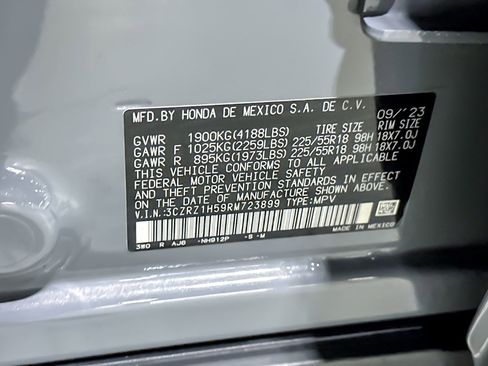 MFD.BY HONDA DE MEXICO S.A. DE C.V.
09/'23
GVWR 1900KG(4188LBS) TIRE SIZE RIM SIZE
GAWR F 1025KG(2259LBS) 225/55R18 98H 18X7.0J
GAWR R 895KG(1973LBS) 225/55R18 98H 18X7.0J
THIS VEHICLE CONFORMS TO ALL APPLICABLE
FEDERAL MOTOR VEHICLE SAFETY AND THEFT
PREVENTION STANDARDS IN EFFECT ON THE
DATE OF MANUFACTURE SHOWN ABOVE.
V.I.N.:3CZRZ1H59RM723899 TYPE:MPV
3W0 R AJB -NH912P -S -M
MADE IN MEXICO